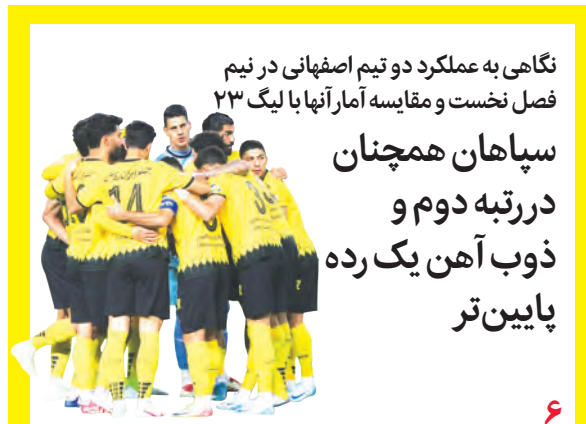 نگاهی به عملکرد دو تیم اصفهانی در نیم
فصل نخست و مقایسه آمار آنها با لیگ ۲۳
سپاهان همچنان
در رتبه دوم و
ذوب آهن یک رده
پایین‌تر
۶
14